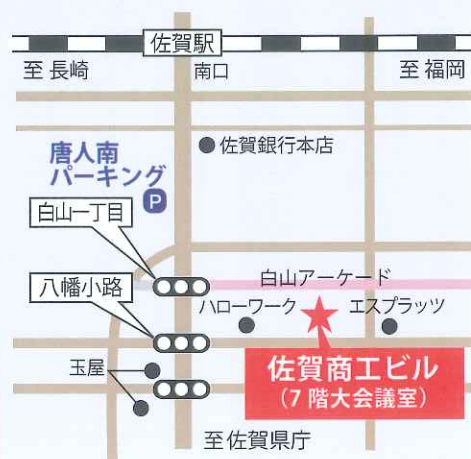 佐賀駅
至 長崎
南口
至 福岡
佐賀銀行本店
唐人南
パーキング
P
白山一丁目
白山アーケード
八幡小路
ハローワーク
エスプラッツ
玉屋
佐賀商工ビル
(7 階大会議室)
至佐賀県庁